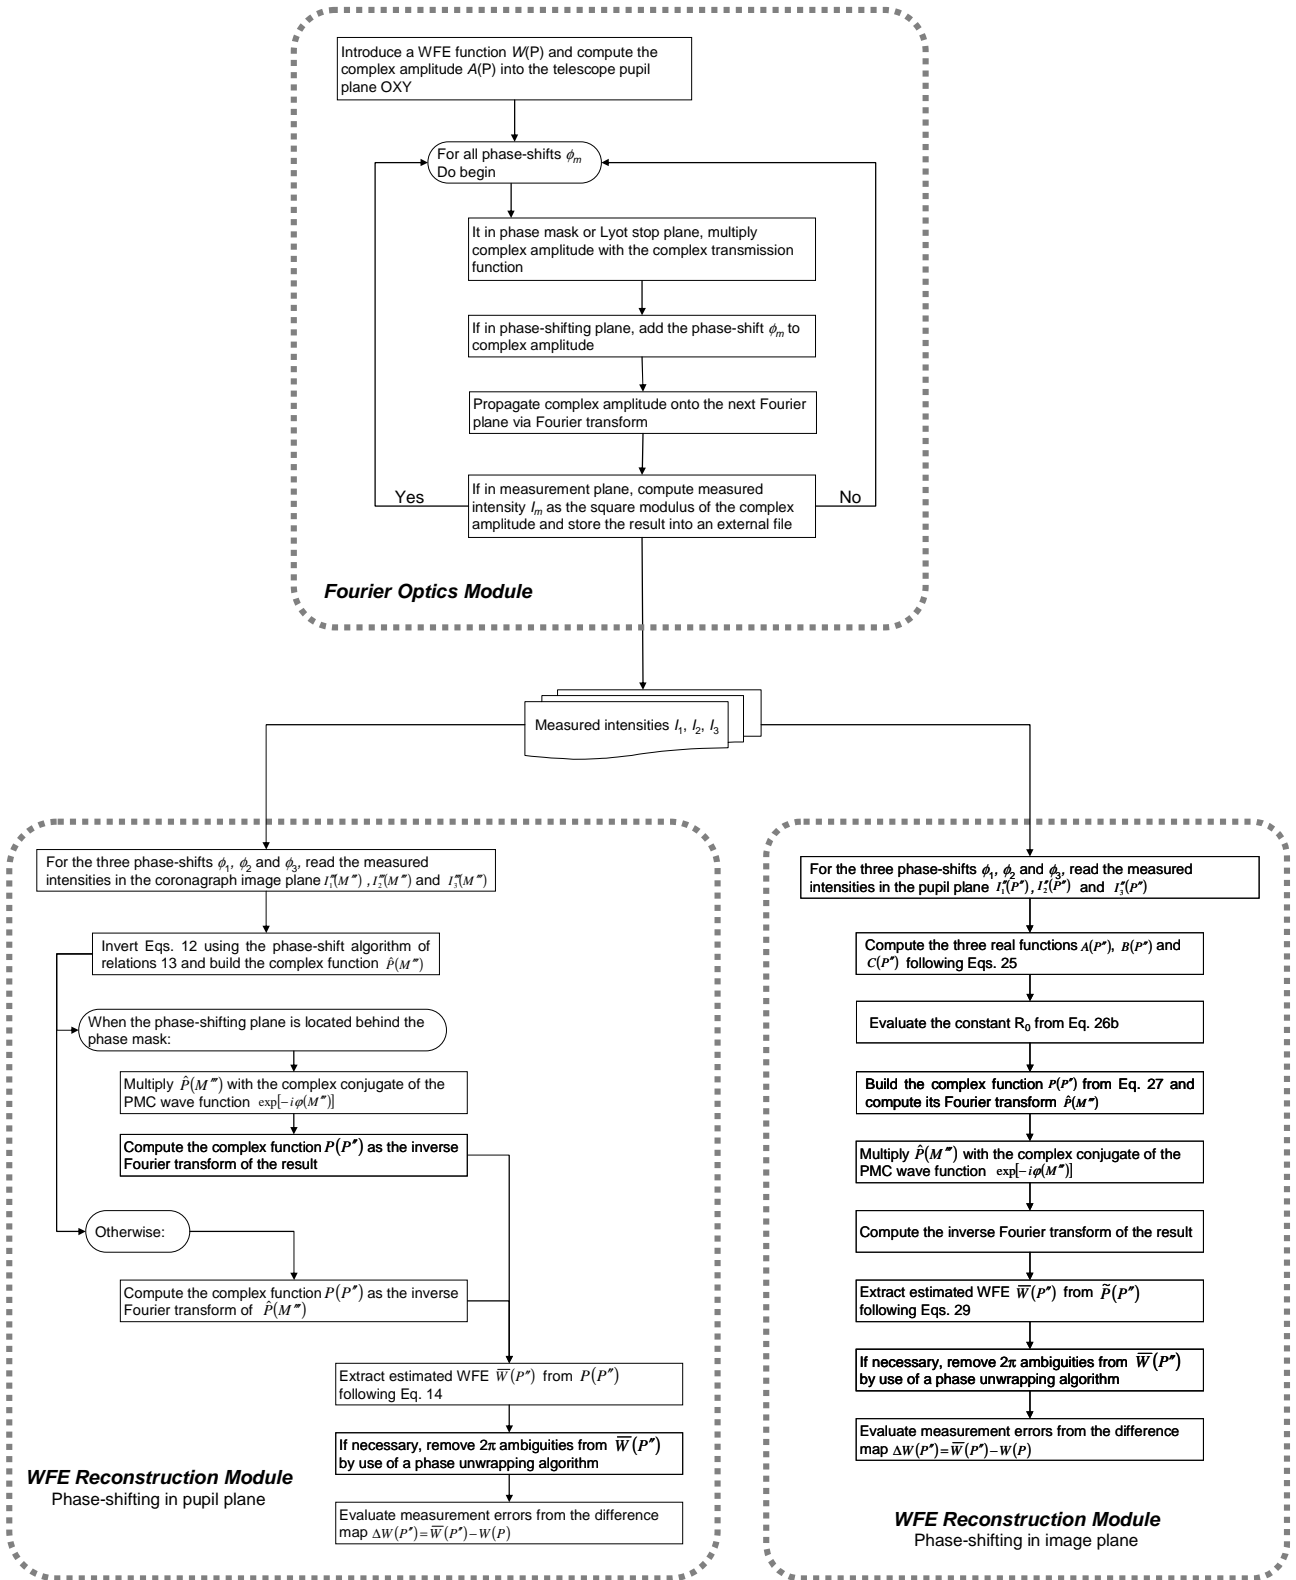 Introduce a WFE function W(P) and compute the
complex amplitude A(P) into the telescope pupil
plane OXY
For all phase-shifts ϕm
Do begin
It in phase mask or Lyot stop plane, multiply
complex amplitude with the complex transmission
function
If in phase-shifting plane, add the phase-shift ϕm to
complex amplitude
Propagate complex amplitude onto the next Fourier
plane via Fourier transform
Yes
If in measurement plane, compute measured
intensity Im as the square modulus of the complex
amplitude and store the result into an external file
No
Fourier Optics Module
Measured intensities I1, I2, I3
For the three phase-shifts ϕ1, ϕ2 and ϕ3, read the measured
intensities in the coronagraph image plane I1‴(M‴) , I2‴(M‴) and I3‴(M‴)
Invert Eqs. 12 using the phase-shift algorithm of
relations 13 and build the complex function P̂(M‴)
When the phase-shifting plane is located behind the
phase mask:
Multiply P̂(M‴) with the complex conjugate of the
PMC wave function exp[−iφ(M‴)]
Compute the complex function P(P″) as the inverse
Fourier transform of the result
Otherwise:
Compute the complex function P(P″) as the inverse
Fourier transform of P̂(M‴)
Extract estimated WFE W̅(P″) from P(P″)
following Eq. 14
If necessary, remove 2π ambiguities from W̅(P″)
by use of a phase unwrapping algorithm
Evaluate measurement errors from the difference
map ΔW(P″)=W̅(P″)−W(P)
WFE Reconstruction Module
Phase-shifting in pupil plane
For the three phase-shifts ϕ1, ϕ2 and ϕ3, read the measured
intensities in the pupil plane I1″(P″) , I2″(P″) and I3″(P″)
Compute the three real functions A(P″), B(P″) and
C(P″) following Eqs. 25
Evaluate the constant R0 from Eq. 26b
Build the complex function P(P″) from Eq. 27 and
compute its Fourier transform P̂(M‴)
Multiply P̂(M‴) with the complex conjugate of the
PMC wave function exp[−iφ(M‴)]
Compute the inverse Fourier transform of the result
Extract estimated WFE W̅(P″) from P̃(P″)
following Eqs. 29
If necessary, remove 2π ambiguities from W̅(P″)
by use of a phase unwrapping algorithm
Evaluate measurement errors from the difference
map ΔW(P″)=W̅(P″)−W(P)
WFE Reconstruction Module
Phase-shifting in image plane